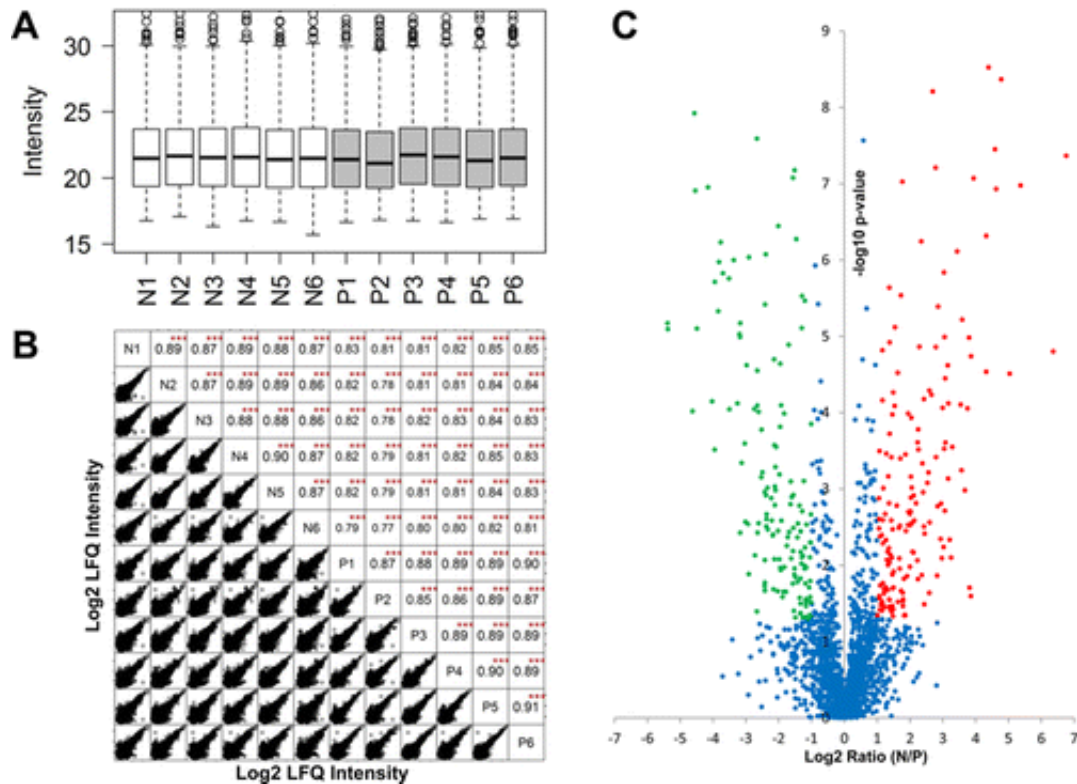 A
Intensity
30
25
20
15
N1 N2 N3 N4 N5 N6 P1 P2 P3 P4 P5 P6
B
Log2 LFQ Intensity
N1 0.89*** 0.87*** 0.89*** 0.88*** 0.87*** 0.83*** 0.81*** 0.81*** 0.82*** 0.85*** 0.85***
N2 0.87*** 0.89*** 0.89*** 0.86*** 0.82*** 0.78*** 0.81*** 0.81*** 0.84*** 0.84***
N3 0.88*** 0.88*** 0.86*** 0.82*** 0.78*** 0.82*** 0.83*** 0.84*** 0.83***
N4 0.90*** 0.87*** 0.82*** 0.79*** 0.81*** 0.82*** 0.85*** 0.83***
N5 0.87*** 0.82*** 0.79*** 0.81*** 0.81*** 0.84*** 0.83***
N6 0.79*** 0.77*** 0.80*** 0.80*** 0.82*** 0.81***
P1 0.87*** 0.88*** 0.89*** 0.89*** 0.90***
P2 0.85*** 0.86*** 0.89*** 0.87***
P3 0.89*** 0.89*** 0.89***
P4 0.90*** 0.89***
P5 0.91***
P6
Log2 LFQ Intensity
C
9
8
7
6
5
4
3
2
1
0
-log10 p-value
-7 -6 -5 -4 -3 -2 -1 0 1 2 3 4 5 6 7
Log2 Ratio (N/P)